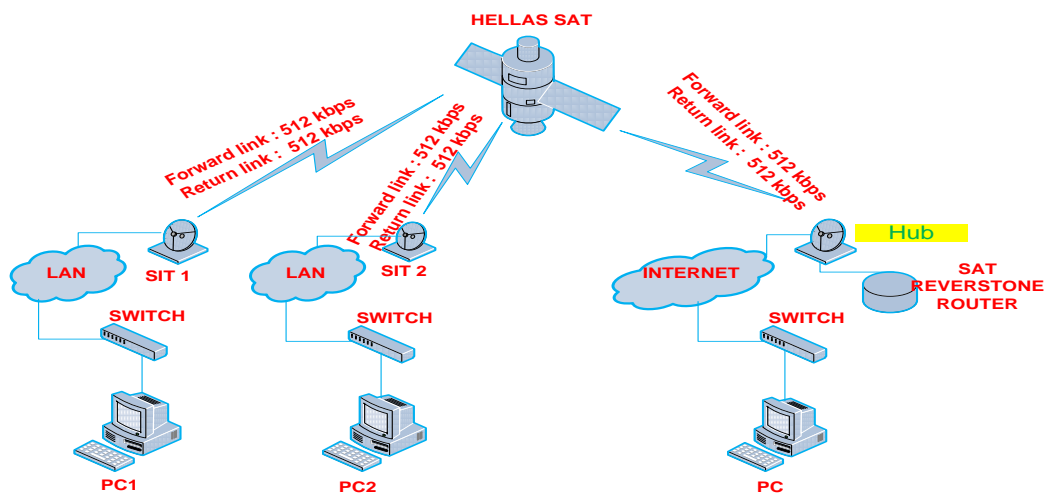 HELLAS SAT
Forward link : 512 kbps
Return link : 512 kbps
Forward link : 512 kbps
Return link : 512 kbps
Forward link : 512 kbps
Return link : 512 kbps
LAN
SIT 1
LAN
SIT 2
INTERNET
Hub
SAT
REVERSTONE
ROUTER
SWITCH
SWITCH
SWITCH
PC1
PC2
PC